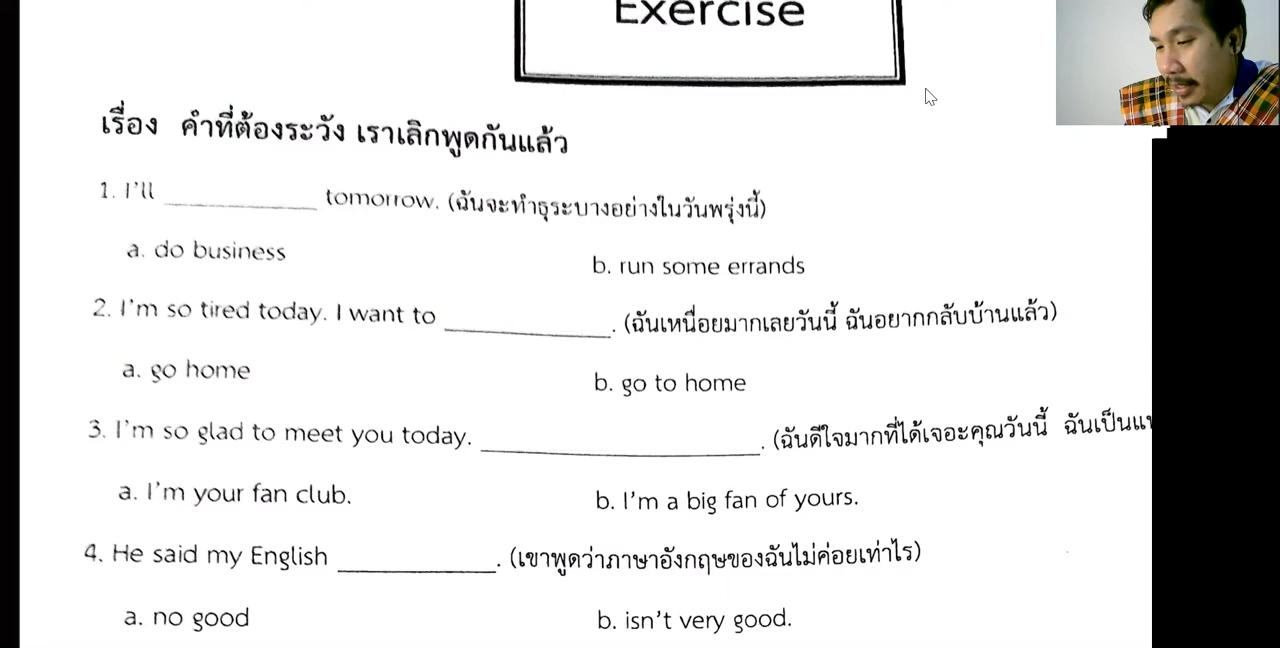 Exercise
เรื่อง คำที่ต้องระวัง เราเลิกพูดกันแล้ว
1. I'll ____________ tomorrow. (ฉันจะทำธุระบางอย่างในวันพรุ่งนี้)
a. do business b. run some errands
2. I'm so tired today. I want to ____________. (ฉันเหนื่อยมากเลยวันนี้ ฉันอยากกลับบ้านแล้ว)
a. go home b. go to home
3. I'm so glad to meet you today. ____________________. (ฉันดีใจมากที่ได้เจอะคุณวันนี้ ฉันเป็น
a. I'm your fan club. b. I'm a big fan of yours.
4. He said my English ____________. (เขาพูดว่าภาษาอังกฤษของฉันไม่ค่อยเท่าไร)
a. no good b. isn't very good.